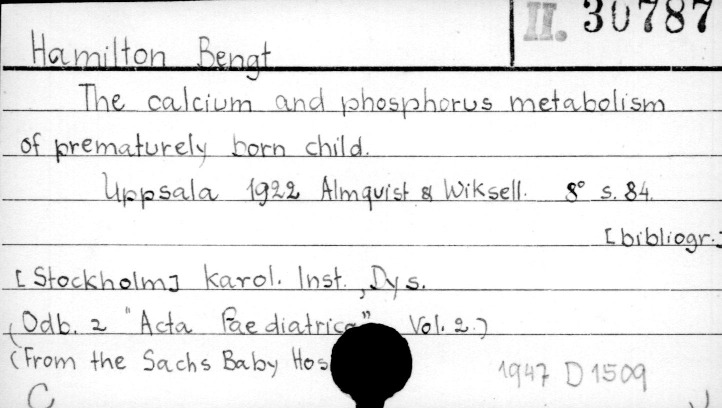 II. 30787
Hamilton Bengt
The calcium and phosphorus metabolism
of prematurely born child.
Uppsala 1922 Almquist & Wiksell. 8° s. 84.
[bibliogr.]
[Stockholm] Karol. Inst., Dys.
(Odb. z "Acta Paediatrica" Vol. 2.)
(From the Sachs Baby Hos
1947 D 1509
C